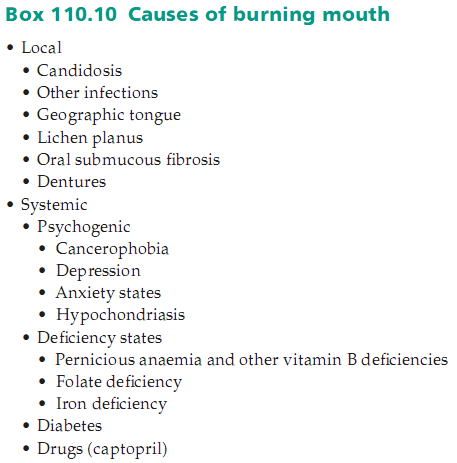 Box 110.10 Causes of burning mouth
• Local
• Candidosis
• Other infections
• Geographic tongue
• Lichen planus
• Oral submucous fibrosis
• Dentures
• Systemic
• Psychogenic
• Cancerophobia
• Depression
• Anxiety states
• Hypochondriasis
• Deficiency states
• Pernicious anaemia and other vitamin B deficiencies
• Folate deficiency
• Iron deficiency
• Diabetes
• Drugs (captopril)